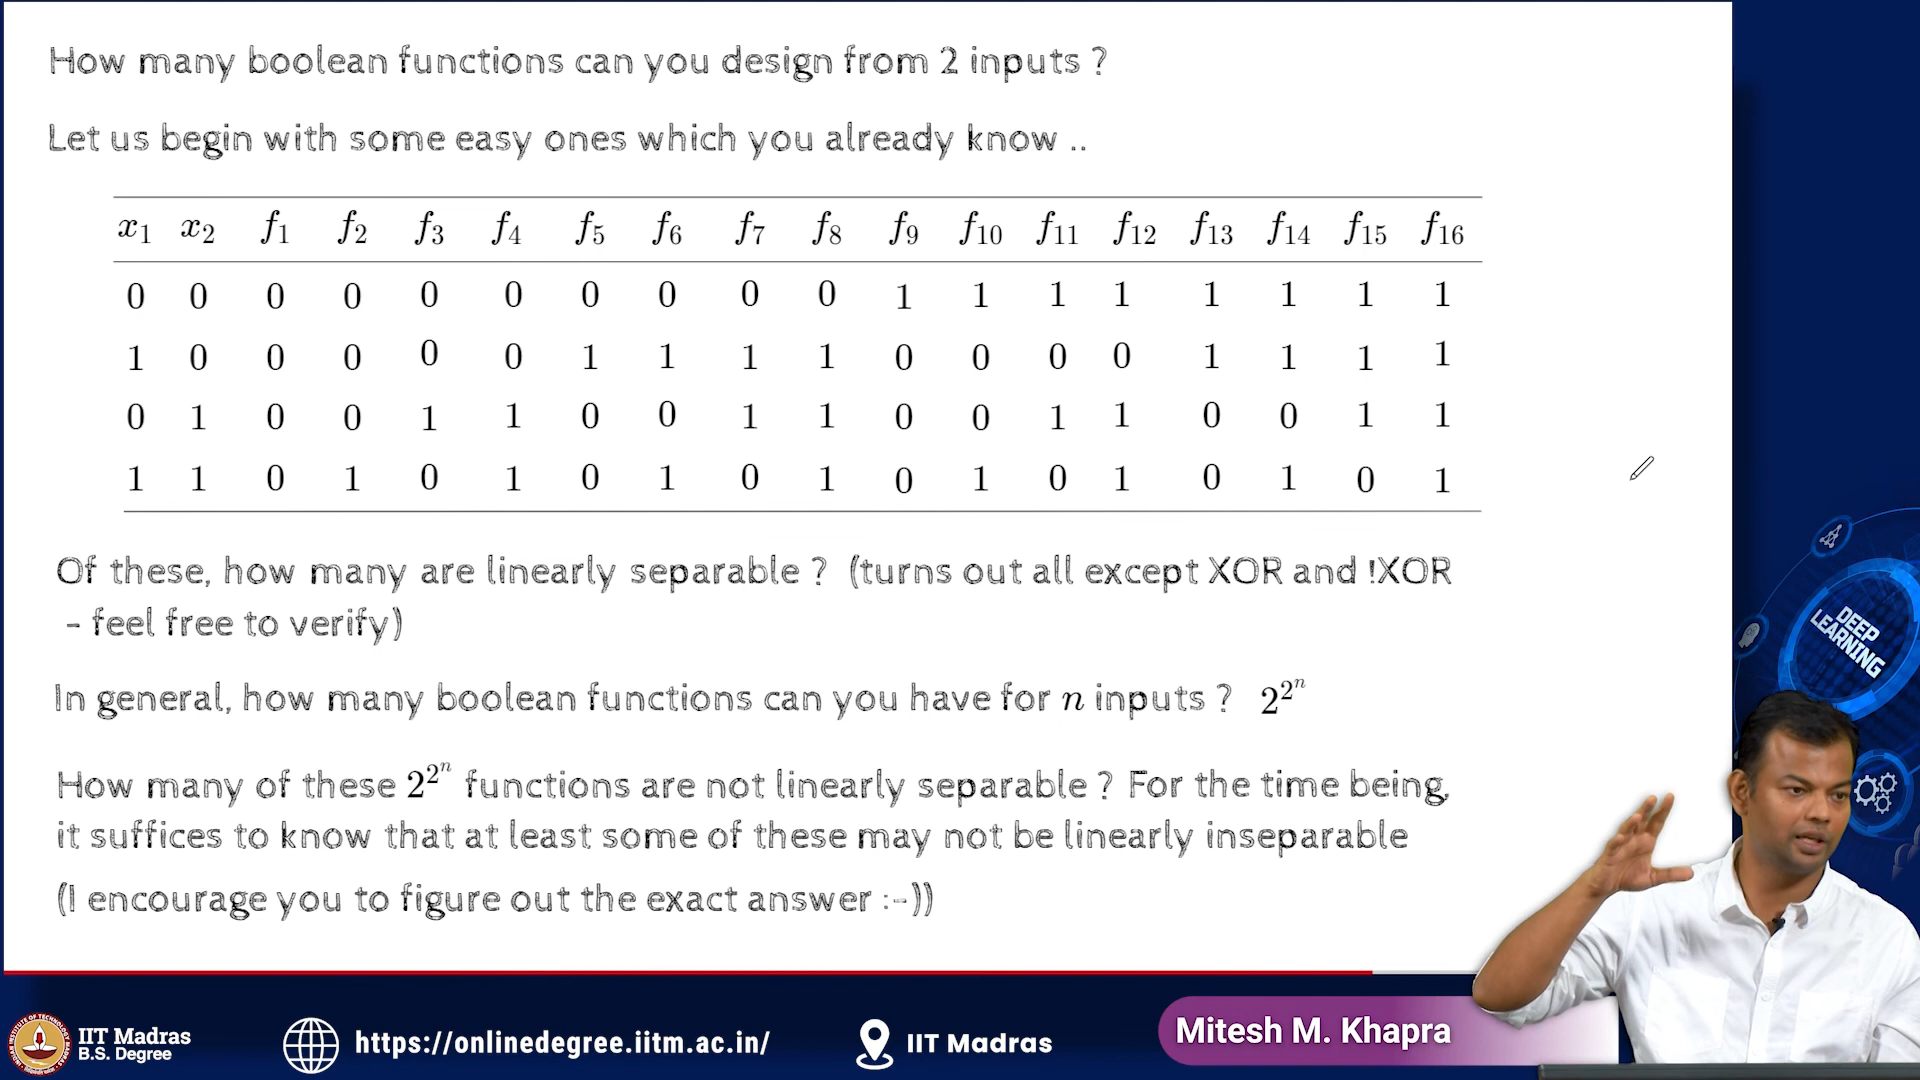 How many boolean functions can you design from 2 inputs ?
Let us begin with some easy ones which you already know ..
x1 x2 f1 f2 f3 f4 f5 f6 f7 f8 f9 f10 f11 f12 f13 f14 f15 f16
0 0 0 0 0 0 0 0 0 0 1 1 1 1 1 1 1 1
1 0 0 0 0 0 1 1 1 1 0 0 0 0 1 1 1 1
0 1 0 0 1 1 0 0 1 1 0 0 1 1 0 0 1 1
1 1 0 1 0 1 0 1 0 1 0 1 0 1 0 1 0 1
Of these, how many are linearly separable ? (turns out all except XOR and !XOR
- feel free to verify)
In general, how many boolean functions can you have for n inputs ? 2^2^n
How many of these 2^2^n functions are not linearly separable ? For the time being,
it suffices to know that at least some of these may not be linearly inseparable
(I encourage you to figure out the exact answer :-))
DEEP
LEARNING
IIT Madras
B.S. Degree
https://onlinedegree.iitm.ac.in/
IIT Madras
Mitesh M. Khapra